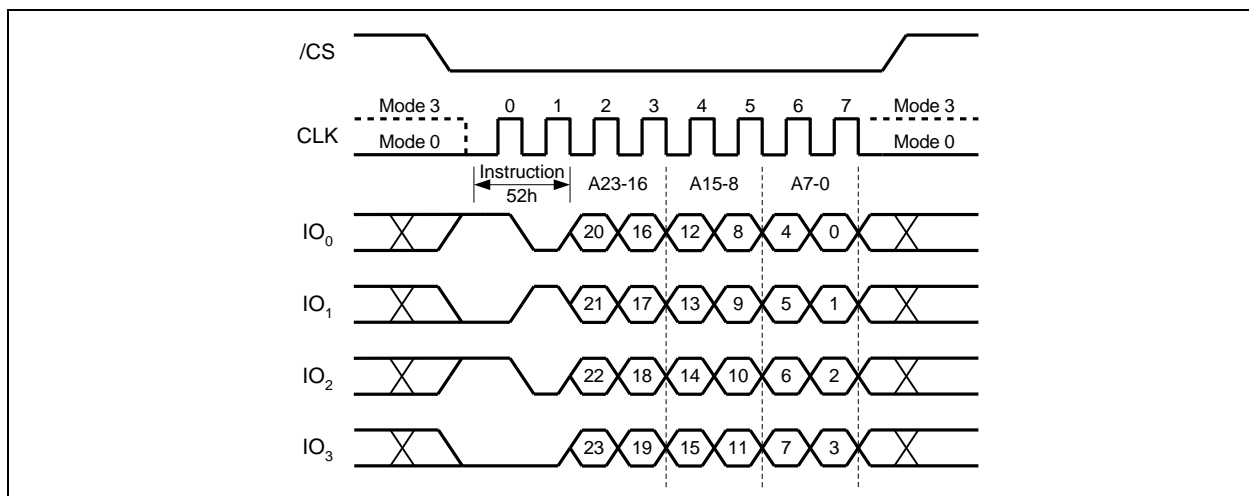 /CS
Mode 3 0 1 2 3 4 5 6 7 Mode 3
CLK
Mode 0 Mode 0
Instruction A23-16 A15-8 A7-0
52h
IO0 20 16 12 8 4 0
IO1 21 17 13 9 5 1
IO2 22 18 14 10 6 2
IO3 23 19 15 11 7 3